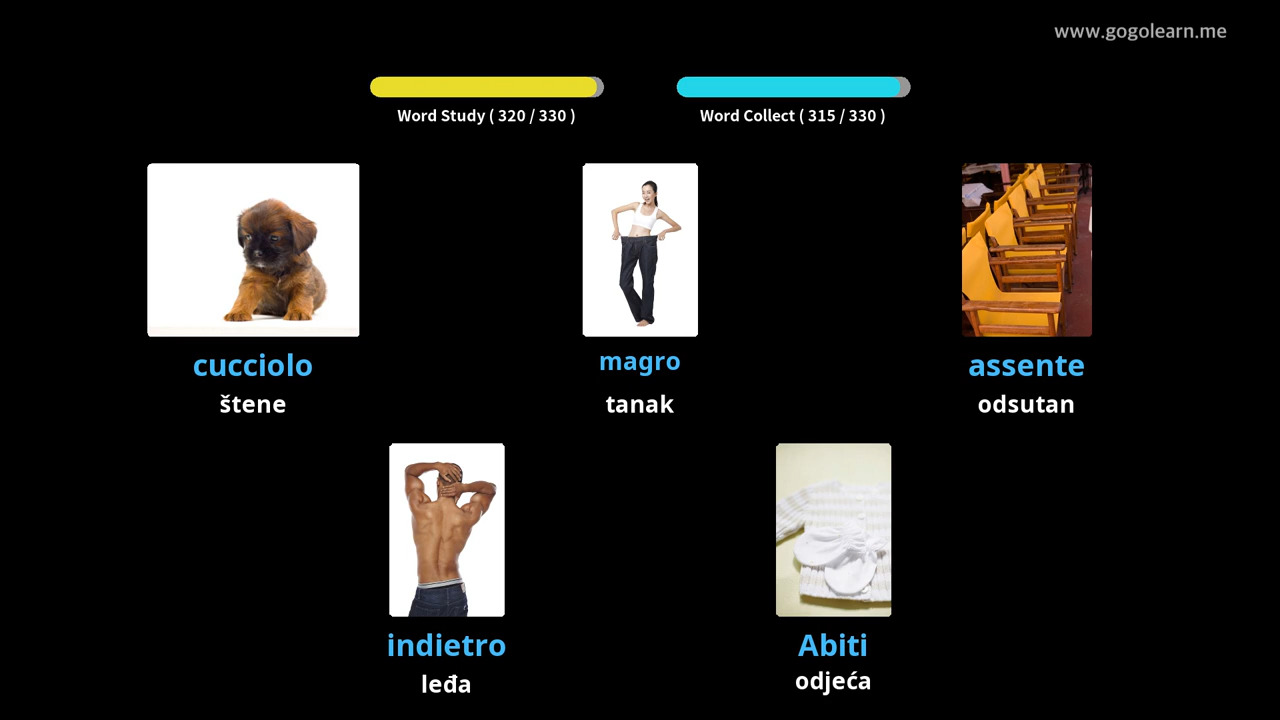 www.gogolearn.me
Word Study ( 320 / 330 )
Word Collect ( 315 / 330 )
cucciolo
štene
magro
tanak
assente
odsutan
indietro
leđa
Abiti
odjeća